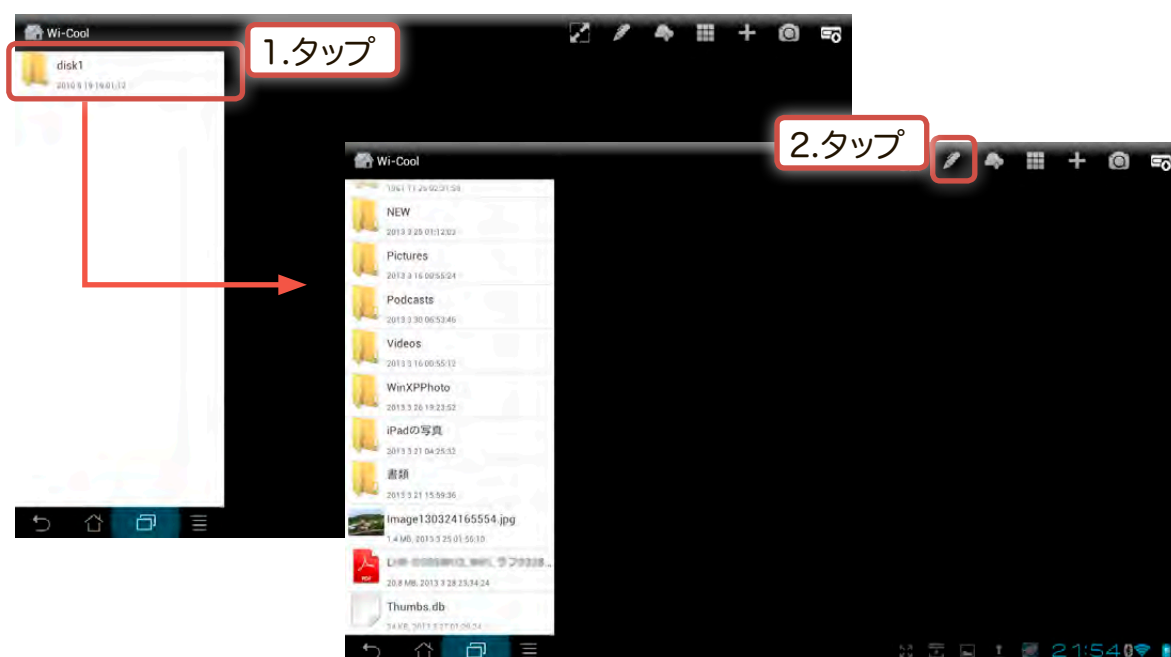 Wi-Cool
1.タップ
disk1
2010 8 19 19:01:12
2.タップ
Wi-Cool
NEW
2013 3 25 01:12:03
Pictures
2013 3 16 00:55:24
Podcasts
2013 3 30 06:53:46
Videos
2013 3 16 00:55:12
WinXPPhoto
2013 3 26 19:23:52
iPadの写真
2013 3 21 04:25:32
書類
2013 3 21 15:59:36
Image130324165554.jpg
1.4 MB, 2013 3 25 01:56:10
PDF
20.8 MB, 2013 3 28 23:34:24
Thumbs.db
21:54